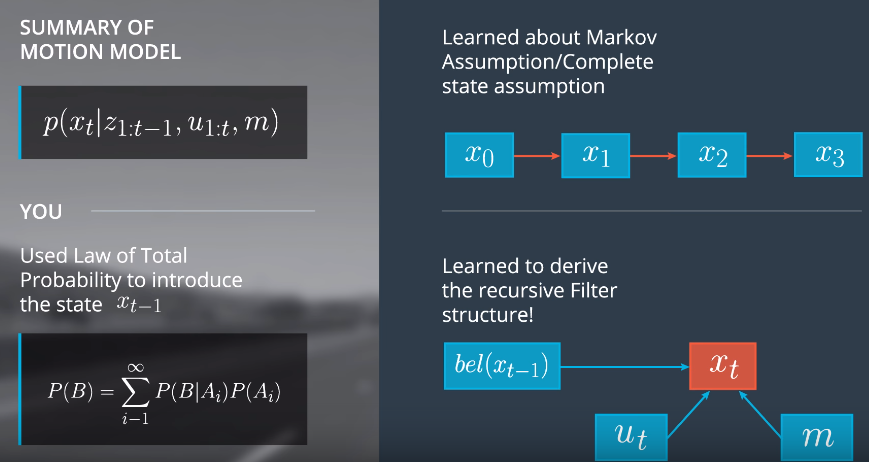 SUMMARY OF
MOTION MODEL
p(x_t|z_{1:t−1}, u_{1:t}, m)
YOU
Used Law of Total
Probability to introduce
the state x_{t−1}
P(B) = ∑_{i−1}^{∞} P(B|A_i)P(A_i)
Learned about Markov
Assumption/Complete
state assumption
x_0 x_1 x_2 x_3
Learned to derive
the recursive Filter
structure!
bel(x_{t−1}) x_t
u_t m